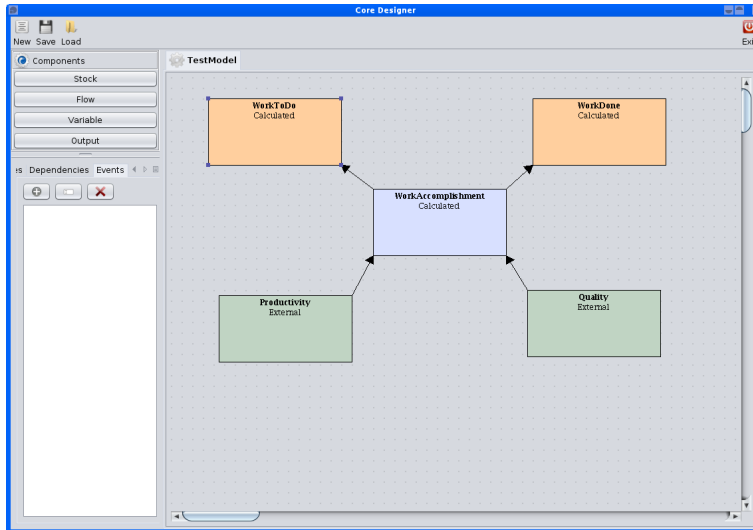 Core Designer
New Save Load
Exi
Components
TestModel
Stock
Flow
Variable
Output
es Dependencies Events
WorkToDo
Calculated
WorkDone
Calculated
WorkAccomplishment
Calculated
Productivity
External
Quality
External